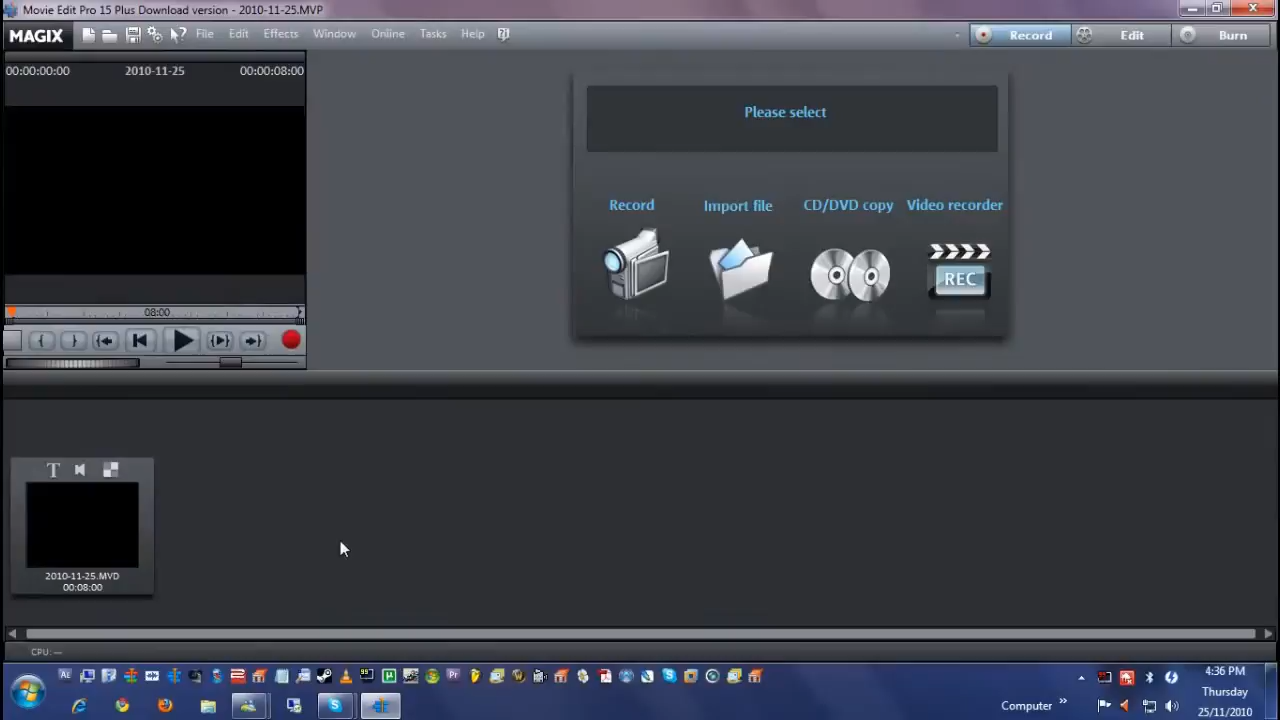 Movie Edit Pro 15 Plus Download version - 2010-11-25.MVP
MAGIX File Edit Effects Window Online Tasks Help Record Edit Burn
00:00:00:00 2010-11-25 00:00:08:00
Please select
Record Import file CD/DVD copy Video recorder
REC
08:00
T
2010-11-25.MVD
00:08:00
CPU: —
4:36 PM
Thursday
25/11/2010
Computer »